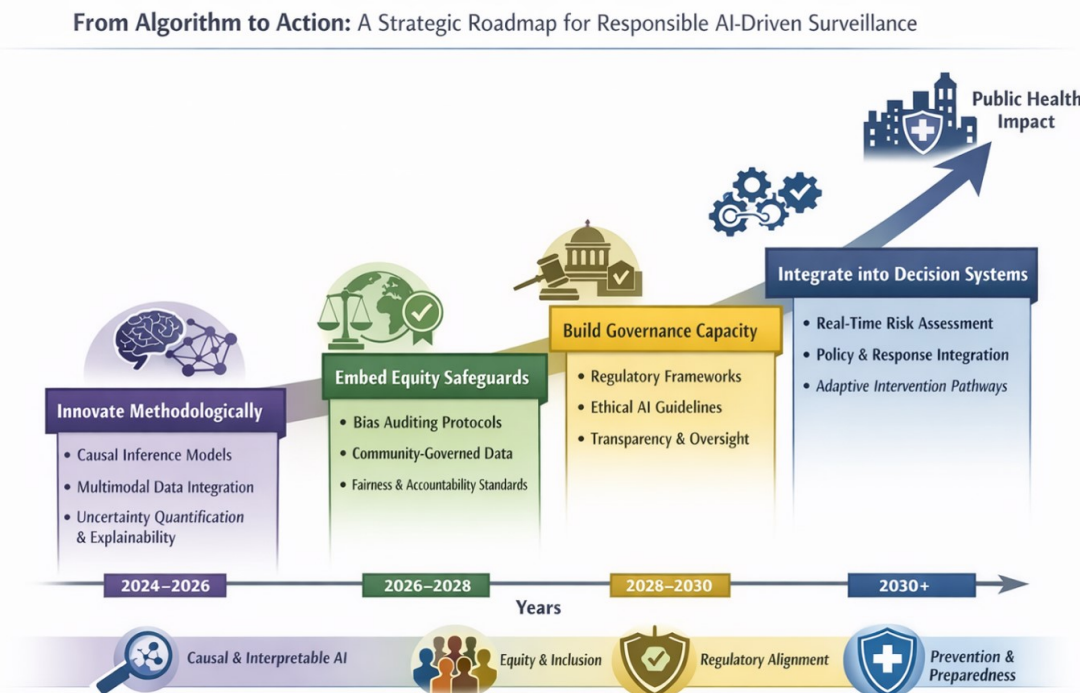 From Algorithm to Action: A Strategic Roadmap for Responsible AI-Driven Surveillance
Public Health
Impact
Integrate into Decision Systems
• Real-Time Risk Assessment
• Policy & Response Integration
• Adaptive Intervention Pathways
Build Governance Capacity
• Regulatory Frameworks
• Ethical AI Guidelines
• Transparency & Oversight
Embed Equity Safeguards
• Bias Auditing Protocols
• Community-Governed Data
• Fairness & Accountability Standards
Innovate Methodologically
• Causal Inference Models
• Multimodal Data Integration
• Uncertainty Quantification
& Explainability
2024–2026
2026–2028
2028–2030
2030+
Years
Causal & Interpretable AI
Equity & Inclusion
Regulatory Alignment
Prevention &
Preparedness